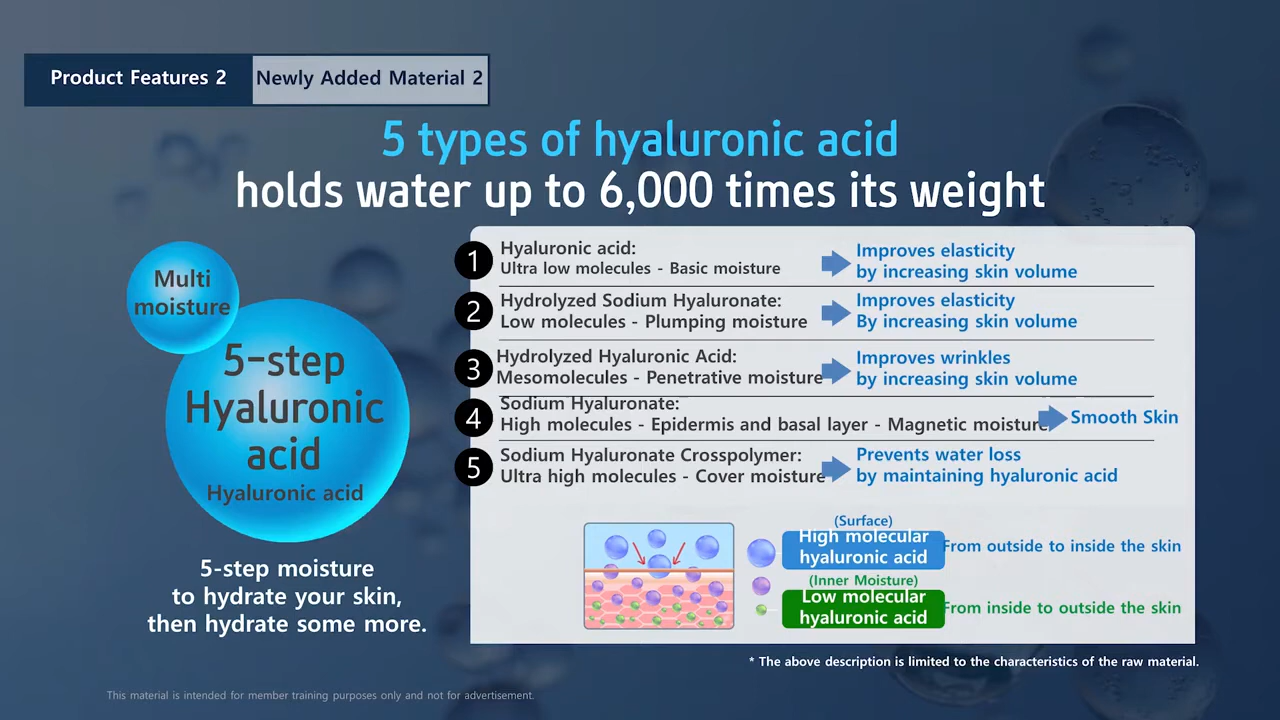 Product Features 2
Newly Added Material 2
5 types of hyaluronic acid
holds water up to 6,000 times its weight
Multi
moisture
5-step
Hyaluronic
acid
Hyaluronic acid
5-step moisture
to hydrate your skin,
then hydrate some more.
1
Hyaluronic acid:
Ultra low molecules - Basic moisture
Improves elasticity
by increasing skin volume
2
Hydrolyzed Sodium Hyaluronate:
Low molecules - Plumping moisture
Improves elasticity
By increasing skin volume
3
Hydrolyzed Hyaluronic Acid:
Mesomolecules - Penetrative moisture
Improves wrinkles
by increasing skin volume
4
Sodium Hyaluronate:
High molecules - Epidermis and basal layer - Magnetic moisture
Smooth Skin
5
Sodium Hyaluronate Crosspolymer:
Ultra high molecules - Cover moisture
Prevents water loss
by maintaining hyaluronic acid
(Surface)
High molecular
hyaluronic acid
From outside to inside the skin
(Inner Moisture)
Low molecular
hyaluronic acid
From inside to outside the skin
* The above description is limited to the characteristics of the raw material.
This material is intended for member training purposes only and not for advertisement.